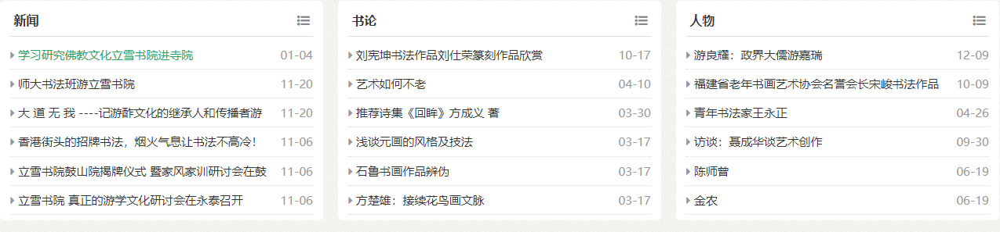 新闻
学习研究佛教文化立雪书院进寺院 01-04
师大书法班游立雪书院 11-20
大 道 无 我 ----记游酢文化的继承人和传播者游 11-20
香港街头的招牌书法，烟火气息让书法不高冷！ 11-06
立雪书院鼓山院揭牌仪式 暨家风家训研讨会在鼓 11-06
立雪书院 真正的游学文化研讨会在永泰召开 11-06
书论
刘宪坤书法作品刘仕荣篆刻作品欣赏 10-17
艺术如何不老 04-10
推荐诗集《回眸》方成义 著 03-30
浅谈元画的风格及技法 03-17
石鲁书画作品辨伪 03-17
方楚雄：接续花鸟画文脉 03-17
人物
游良耀：政界大儒游嘉瑞 12-09
福建省老年书画艺术协会名誉会长宋峻书法作品 10-09
青年书法家王永正 04-26
访谈：聂成华谈艺术创作 09-30
陈师曾 06-19
金农 06-19